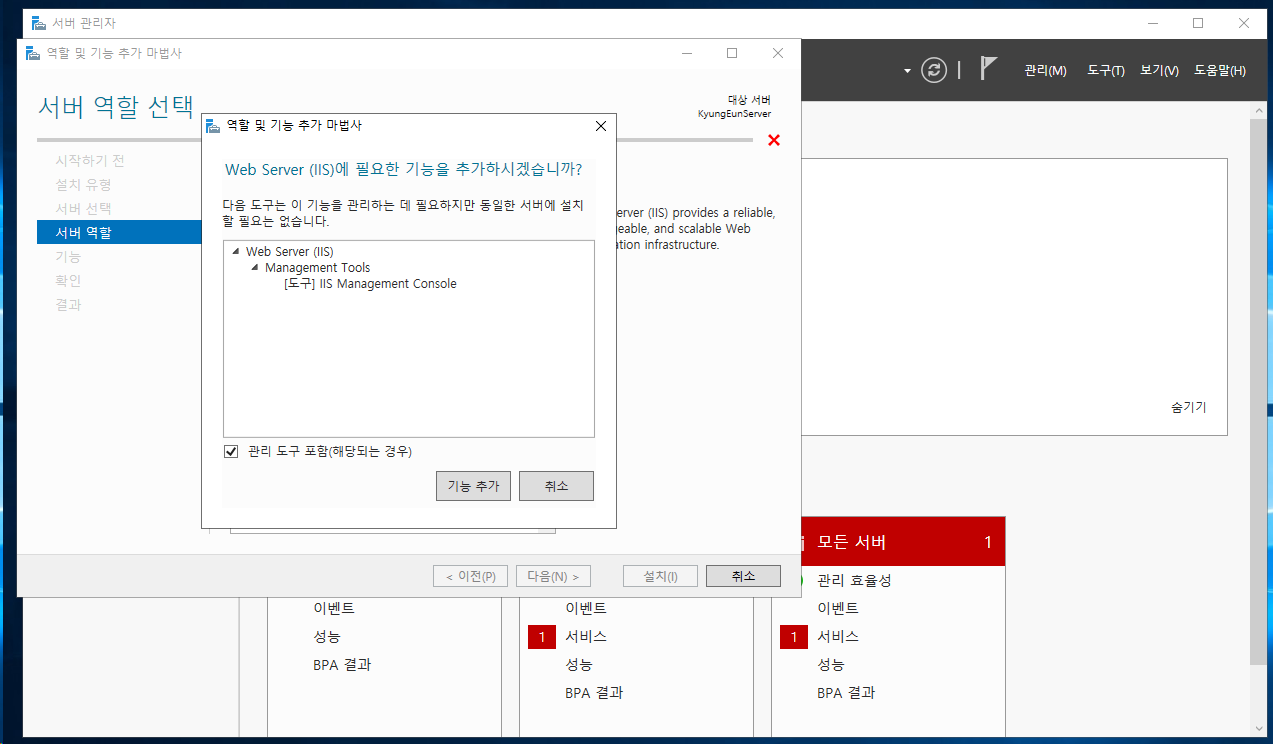 서버 관리자
관리(M) 도구(T) 보기(V) 도움말(H)
역할 및 기능 추가 마법사
서버 역할 선택
대상 서버
KyungEunServer
시작하기 전
설치 유형
서버 선택
서버 역할
기능
확인
결과
erver (IIS) provides a reliable,
geable, and scalable Web
ation infrastructure.
역할 및 기능 추가 마법사
Web Server (IIS)에 필요한 기능을 추가하시겠습니까?
다음 도구는 이 기능을 관리하는 데 필요하지만 동일한 서버에 설치
할 필요는 없습니다.
Web Server (IIS)
Management Tools
[도구] IIS Management Console
관리 도구 포함(해당되는 경우)
기능 추가 취소
< 이전(P) 다음(N) > 설치(I) 취소
숨기기
이벤트
성능
BPA 결과
이벤트
1 서비스
성능
BPA 결과
모든 서버 1
관리 효율성
이벤트
1 서비스
성능
BPA 결과